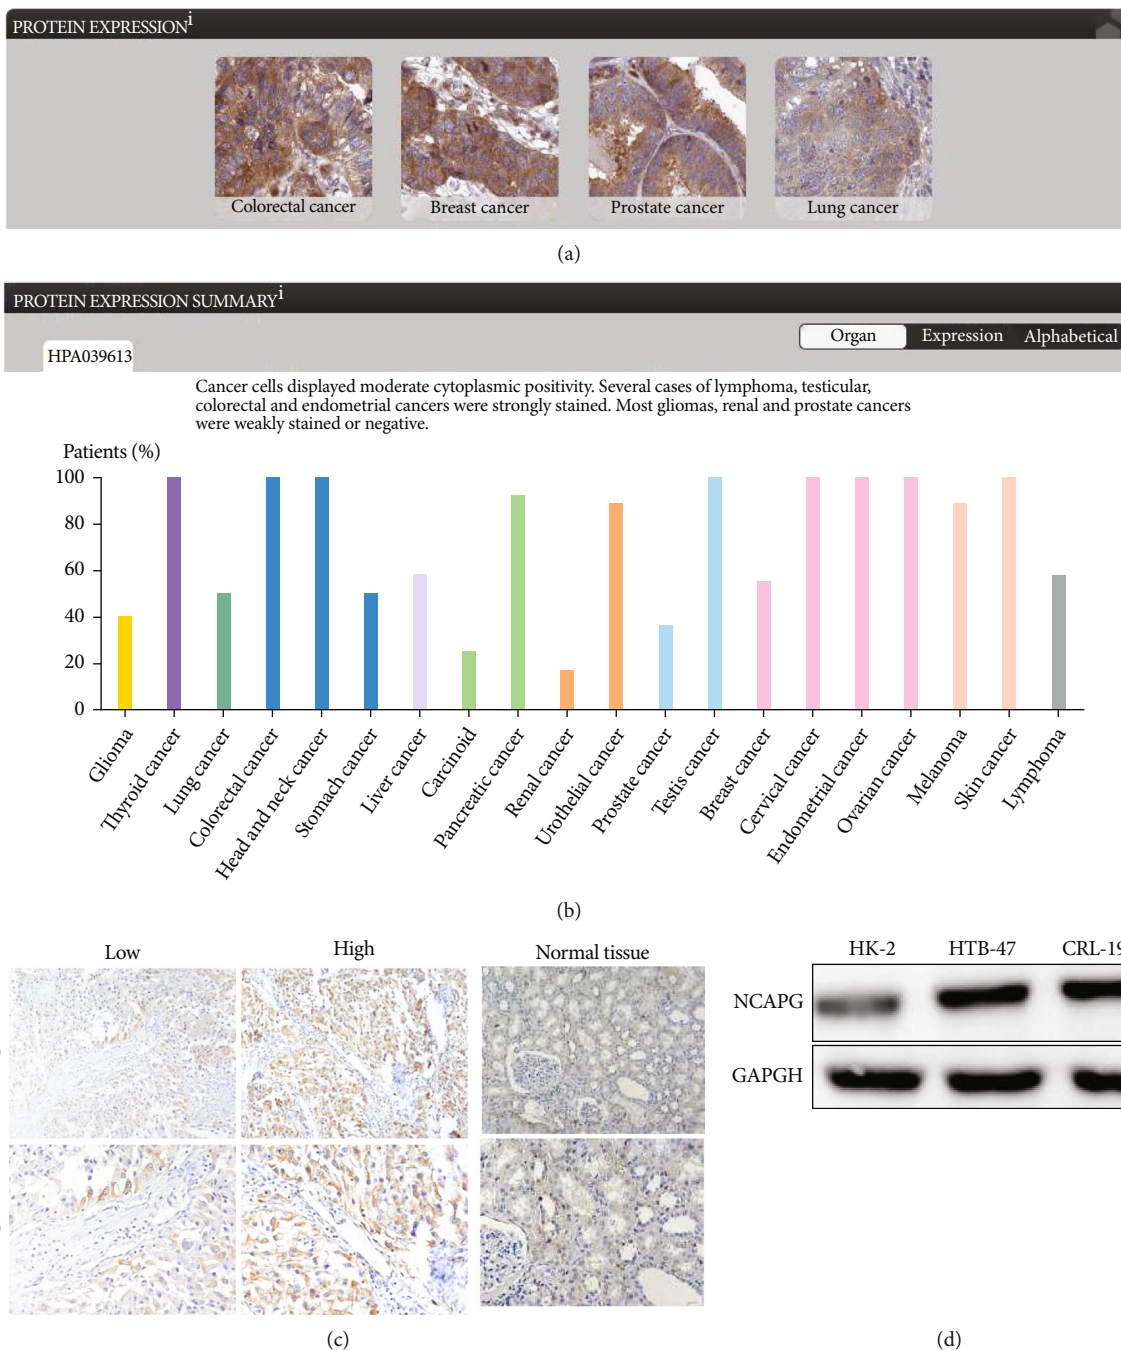 PROTEIN EXPRESSIONi
Colorectal cancer
Breast cancer
Prostate cancer
Lung cancer
(a)
PROTEIN EXPRESSION SUMMARYi
Organ
Expression
Alphabetical
HPA039613
Cancer cells displayed moderate cytoplasmic positivity. Several cases of lymphoma, testicular,
colorectal and endometrial cancers were strongly stained. Most gliomas, renal and prostate cancers
were weakly stained or negative.
Patients (%)
100
80
60
40
20
0
Glioma
Thyroid cancer
Lung cancer
Colorectal cancer
Head and neck cancer
Stomach cancer
Liver cancer
Carcinoid
Pancreatic cancer
Renal cancer
Urothelial cancer
Prostate cancer
Testis cancer
Breast cancer
Cervical cancer
Endometrial cancer
Ovarian cancer
Melanoma
Skin cancer
Lymphoma
(b)
Low
High
Normal tissue
(c)
HK-2
HTB-47
CRL-19
NCAPG
GAPGH
(d)